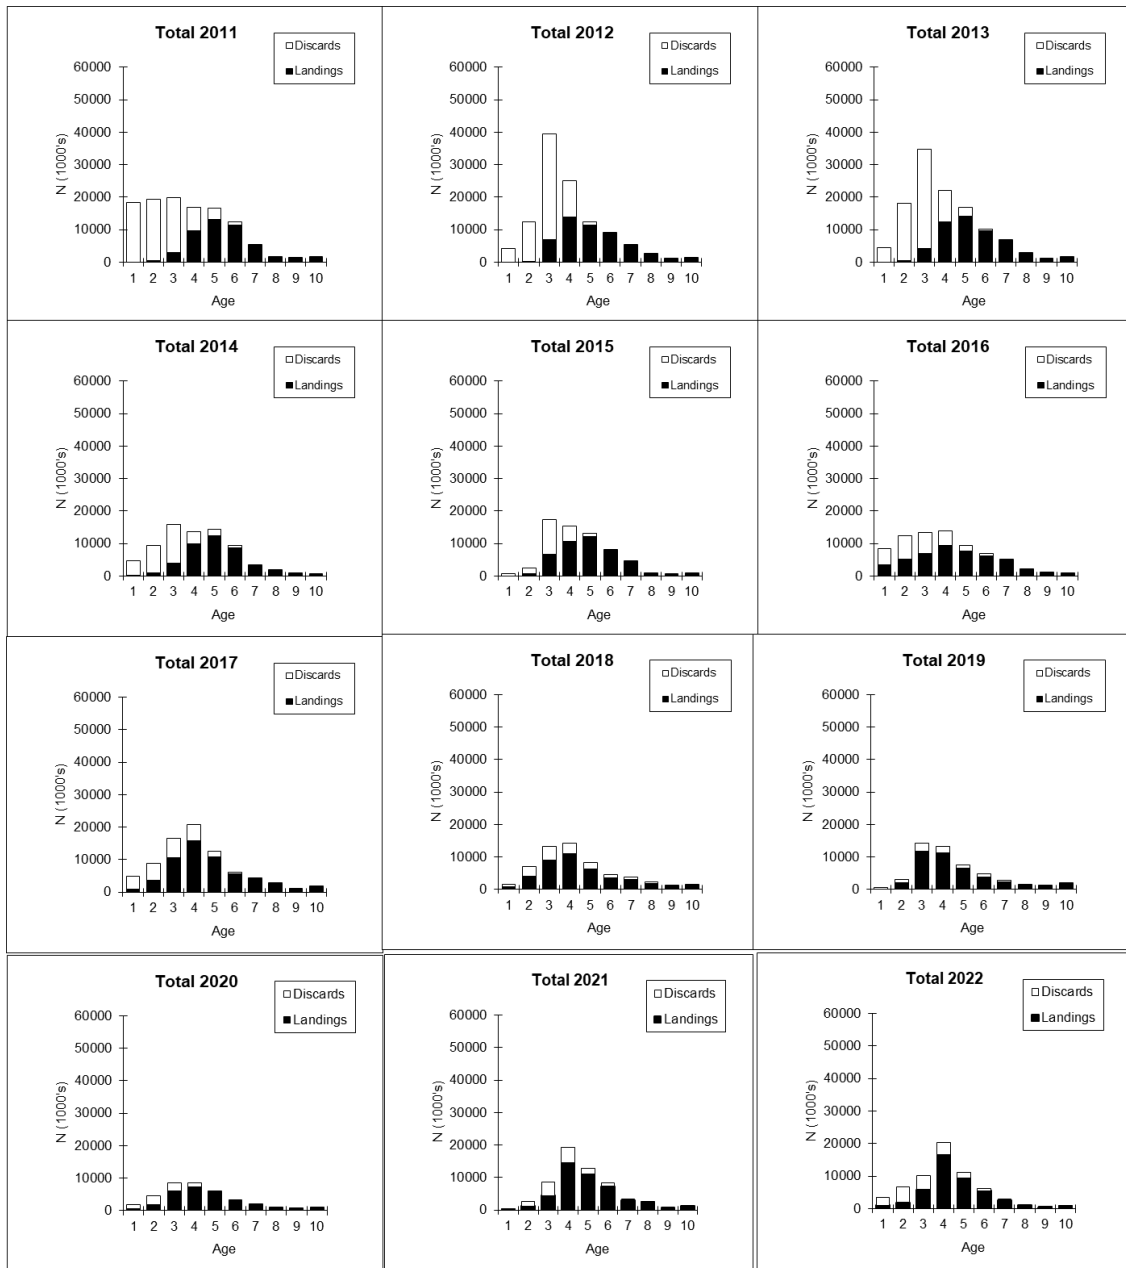 Total 2011
Discards
Landings
60000
50000
40000
30000
20000
10000
0
N (1000's)
1 2 3 4 5 6 7 8 9 10
Age
Total 2012
Discards
Landings
60000
50000
40000
30000
20000
10000
0
N (1000's)
1 2 3 4 5 6 7 8 9 10
Age
Total 2013
Discards
Landings
60000
50000
40000
30000
20000
10000
0
N (1000's)
1 2 3 4 5 6 7 8 9 10
Age
Total 2014
Discards
Landings
60000
50000
40000
30000
20000
10000
0
N (1000's)
1 2 3 4 5 6 7 8 9 10
Age
Total 2015
Discards
Landings
60000
50000
40000
30000
20000
10000
0
N (1000's)
1 2 3 4 5 6 7 8 9 10
Age
Total 2016
Discards
Landings
60000
50000
40000
30000
20000
10000
0
N (1000's)
1 2 3 4 5 6 7 8 9 10
Age
Total 2017
Discards
Landings
60000
50000
40000
30000
20000
10000
0
N (1000's)
1 2 3 4 5 6 7 8 9 10
Age
Total 2018
Discards
Landings
60000
50000
40000
30000
20000
10000
0
N (1000's)
1 2 3 4 5 6 7 8 9 10
Age
Total 2019
Discards
Landings
60000
50000
40000
30000
20000
10000
0
N (1000's)
1 2 3 4 5 6 7 8 9 10
Age
Total 2020
Discards
Landings
60000
50000
40000
30000
20000
10000
0
N (1000's)
1 2 3 4 5 6 7 8 9 10
Age
Total 2021
Discards
Landings
60000
50000
40000
30000
20000
10000
0
N (1000's)
1 2 3 4 5 6 7 8 9 10
Age
Total 2022
Discards
Landings
60000
50000
40000
30000
20000
10000
0
N (1000's)
1 2 3 4 5 6 7 8 9 10
Age